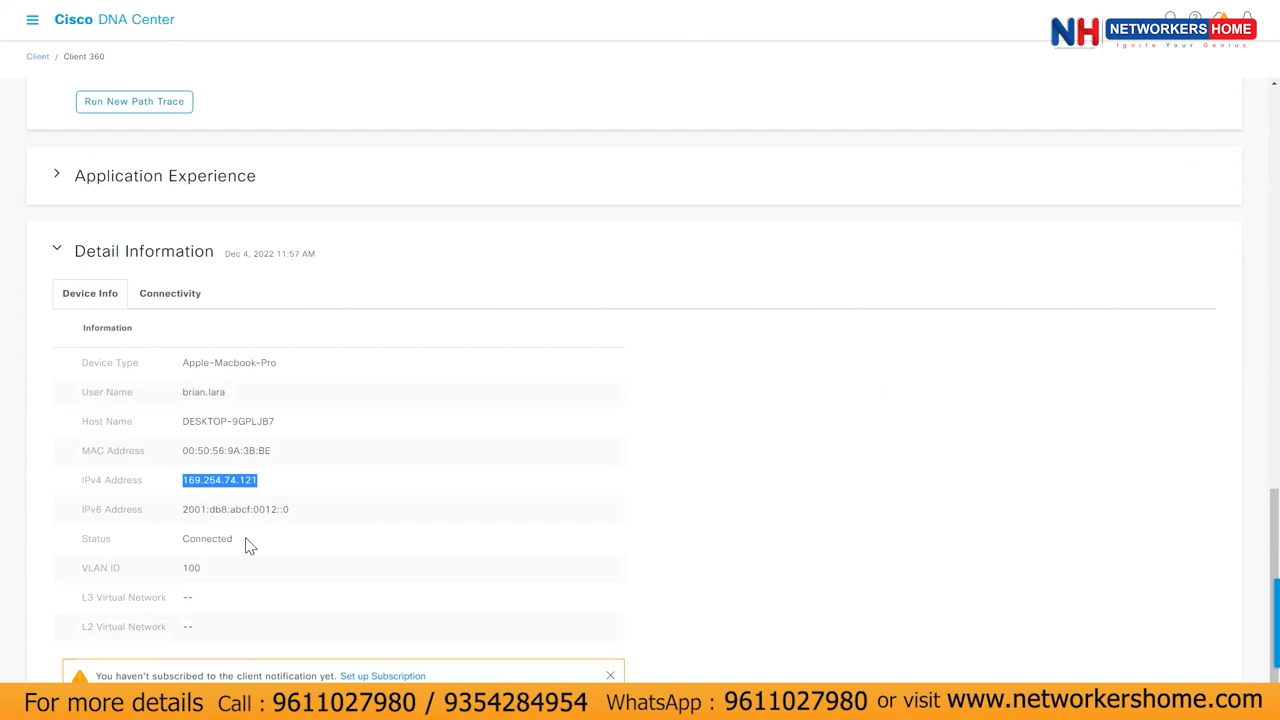 Cisco DNA Center
NH NETWORKERS HOME
Ignite Your Genius
Client / Client 360
Run New Path Trace
Application Experience
Detail Information Dec 4, 2022 11:57 AM
Device Info Connectivity
Information
Device Type Apple-Macbook-Pro
User Name brian.lara
Host Name DESKTOP-9GPLJB7
MAC Address 00:50:56:9A:3B:BE
IPv4 Address 169.254.74.121
IPv6 Address 2001:db8:abcf:0012::0
Status Connected
VLAN ID 100
L3 Virtual Network --
L2 Virtual Network --
You haven't subscribed to the client notification yet. Set up Subscription
For more details Call : 9611027980 / 9354284954 WhatsApp : 9611027980 or visit www.networkershome.com